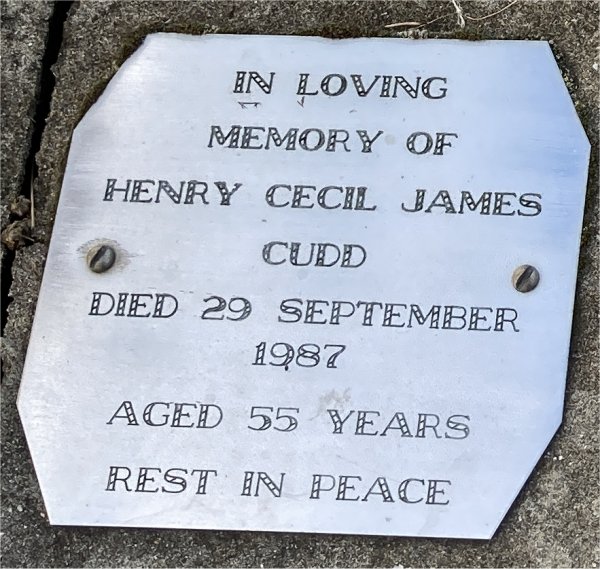 IN LOVING
MEMORY OF
HENRY CECIL JAMES
CUDD
DIED 29 SEPTEMBER
1987
AGED 55 YEARS
REST IN PEACE